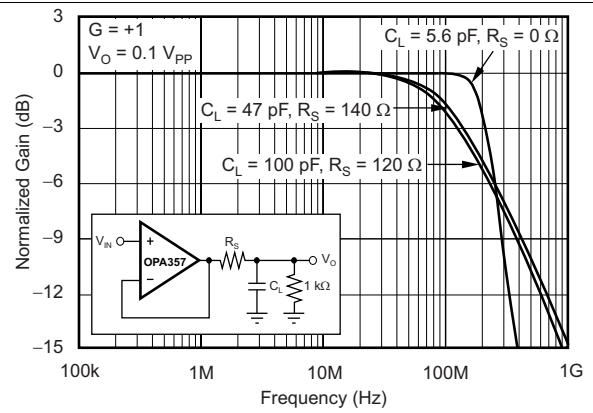 G = +1
V_O = 0.1 V_PP
C_L = 5.6 pF, R_S = 0 Ω
C_L = 47 pF, R_S = 140 Ω
C_L = 100 pF, R_S = 120 Ω
Normalized Gain (dB)
3
0
−3
−6
−9
−12
−15
V_IN
+
−
OPA357
R_S
V_O
C_L
1 kΩ
100k
1M
10M
100M
1G
Frequency (Hz)